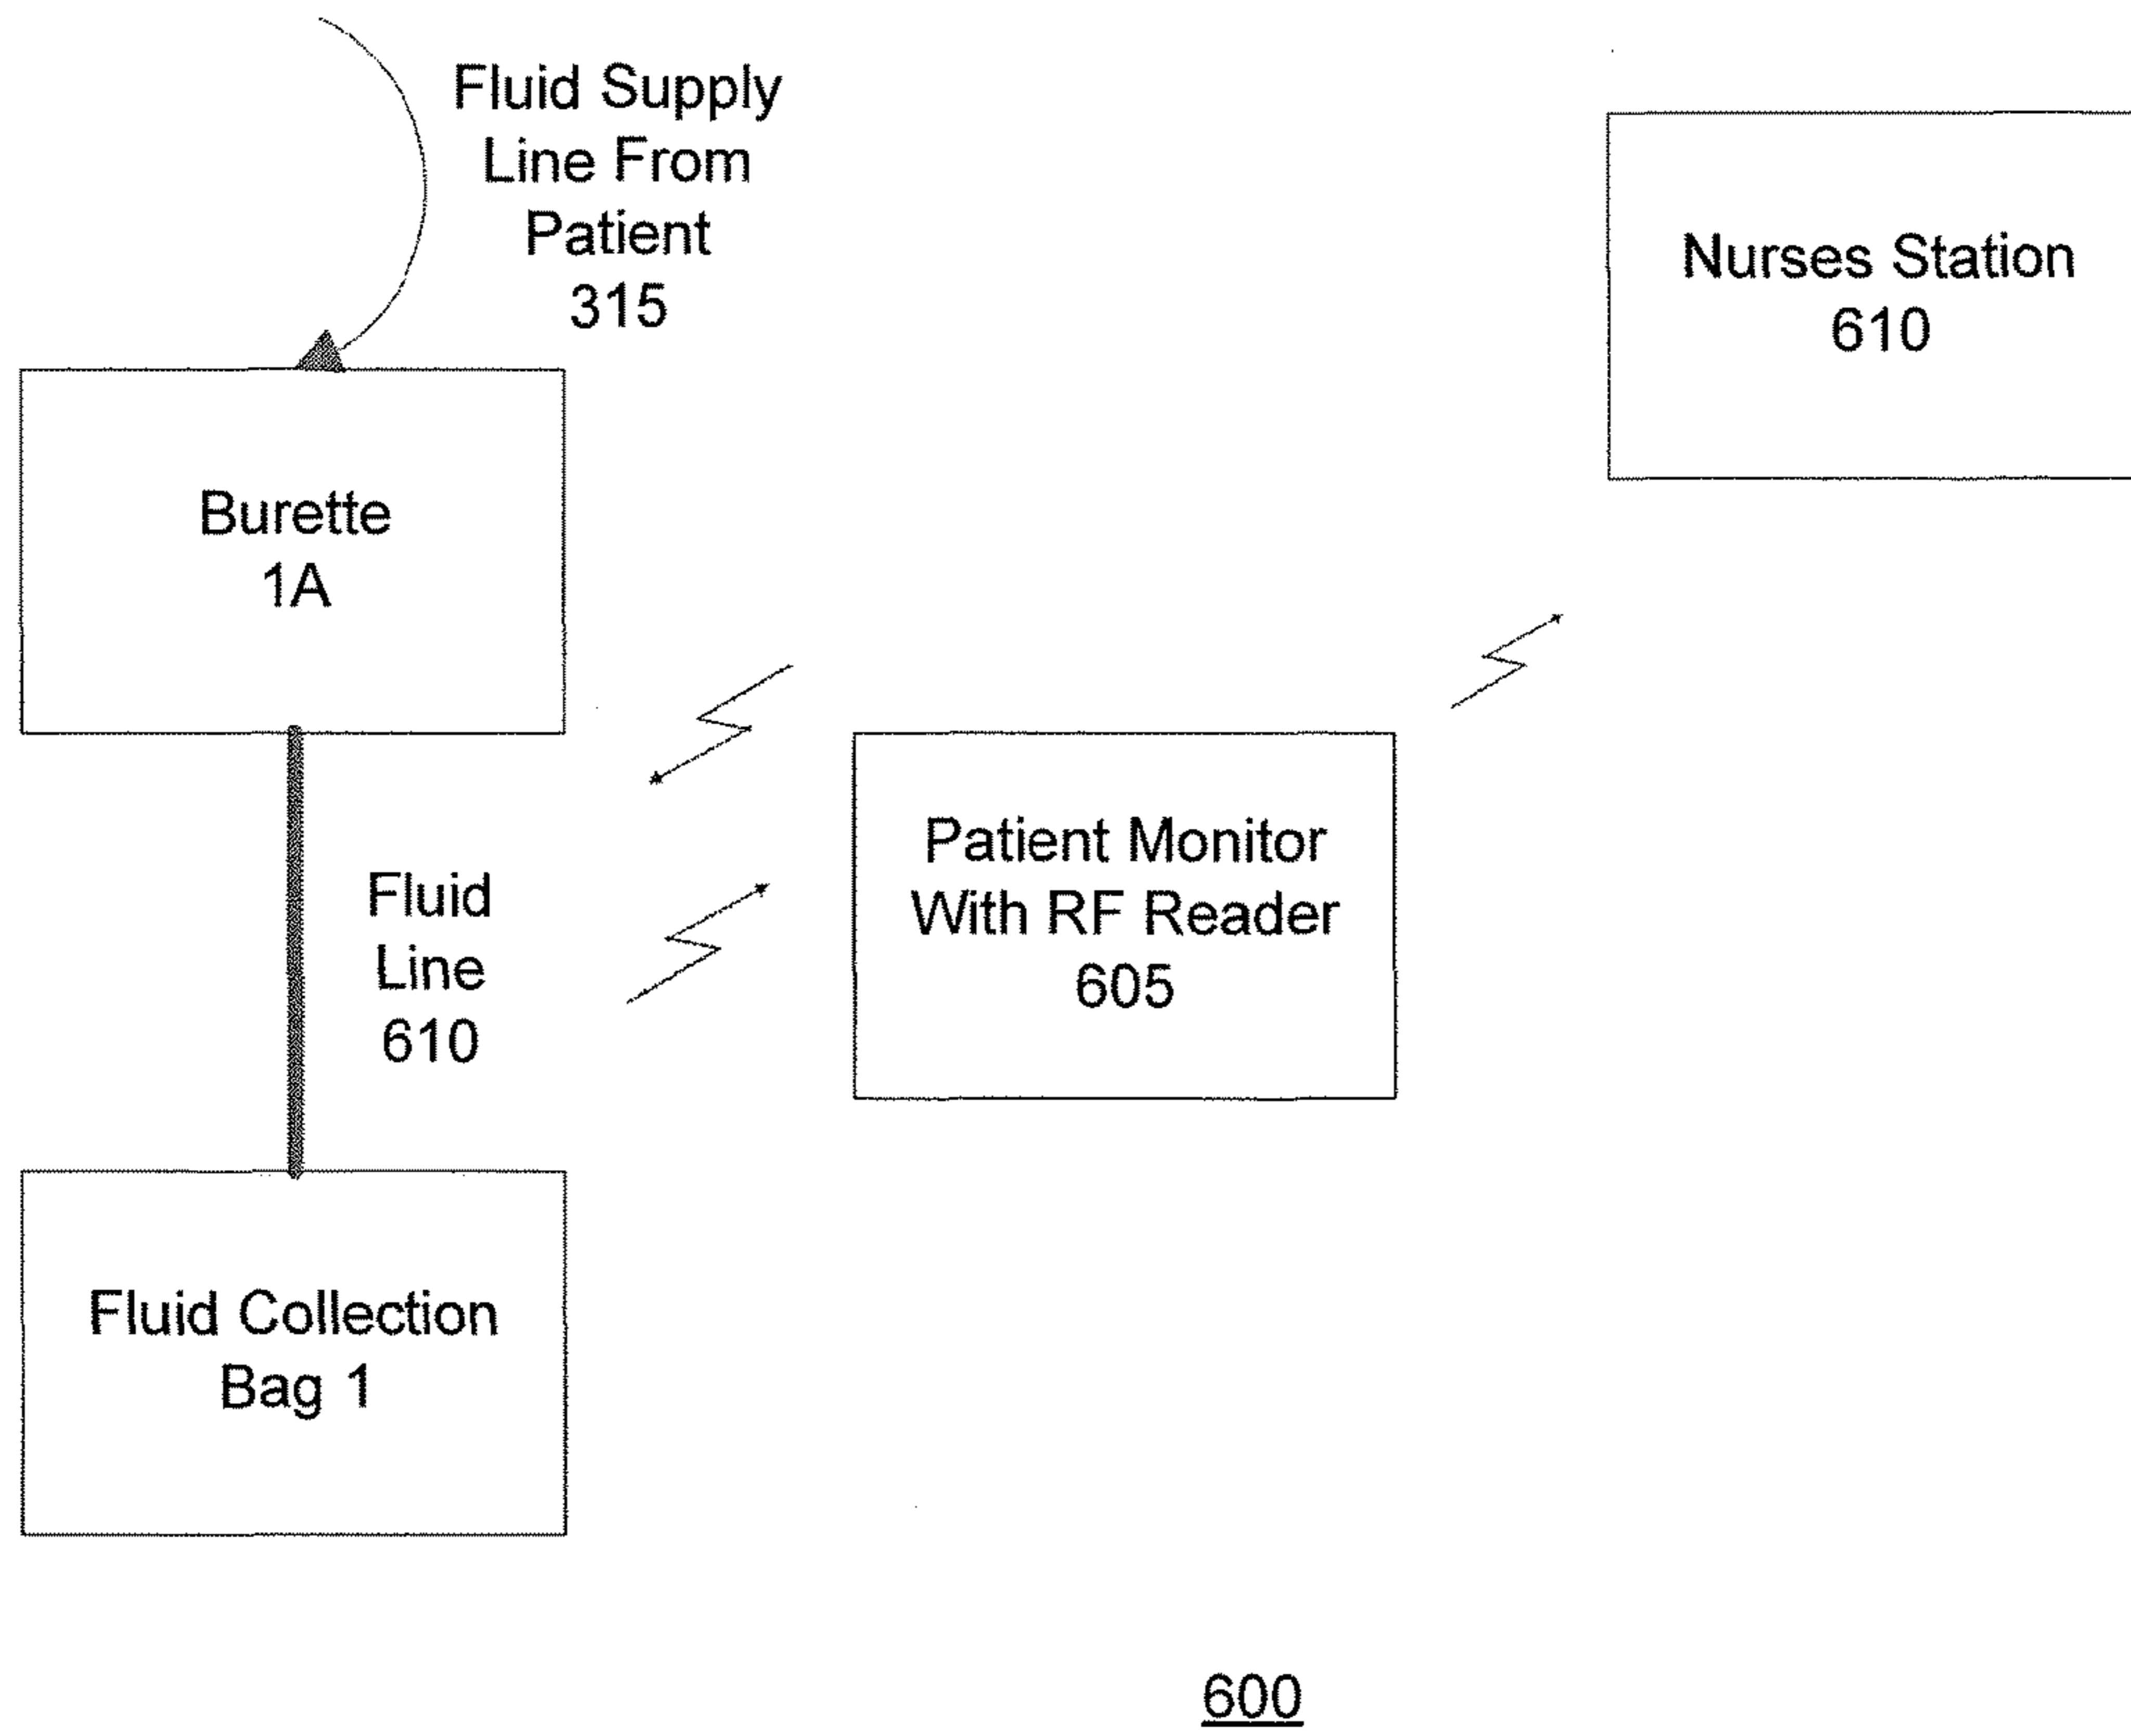 Fluid Supply
Line From
Patient
315
Nurses Station
610
Burette
1A
Patient Monitor
With RF Reader
605
Fluid
Line
610
Fluid Collection
Bag 1
600